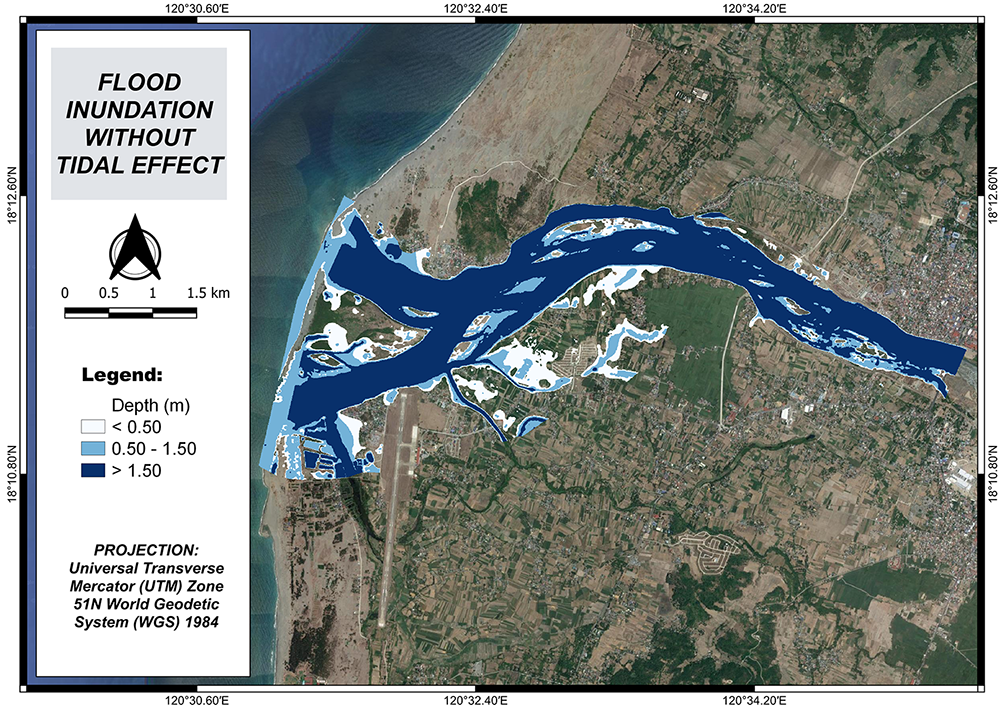 120°30.60'E 120°32.40'E 120°34.20'E
FLOOD
INUNDATION
WITHOUT
TIDAL EFFECT
18°12.60'N 18°12.60'N
0 0.5 1 1.5 km
Legend:
Depth (m)
< 0.50
0.50 - 1.50
> 1.50
18°10.80'N 18°10.80'N
PROJECTION:
Universal Transverse
Mercator (UTM) Zone
51N World Geodetic
System (WGS) 1984
120°30.60'E 120°32.40'E 120°34.20'E